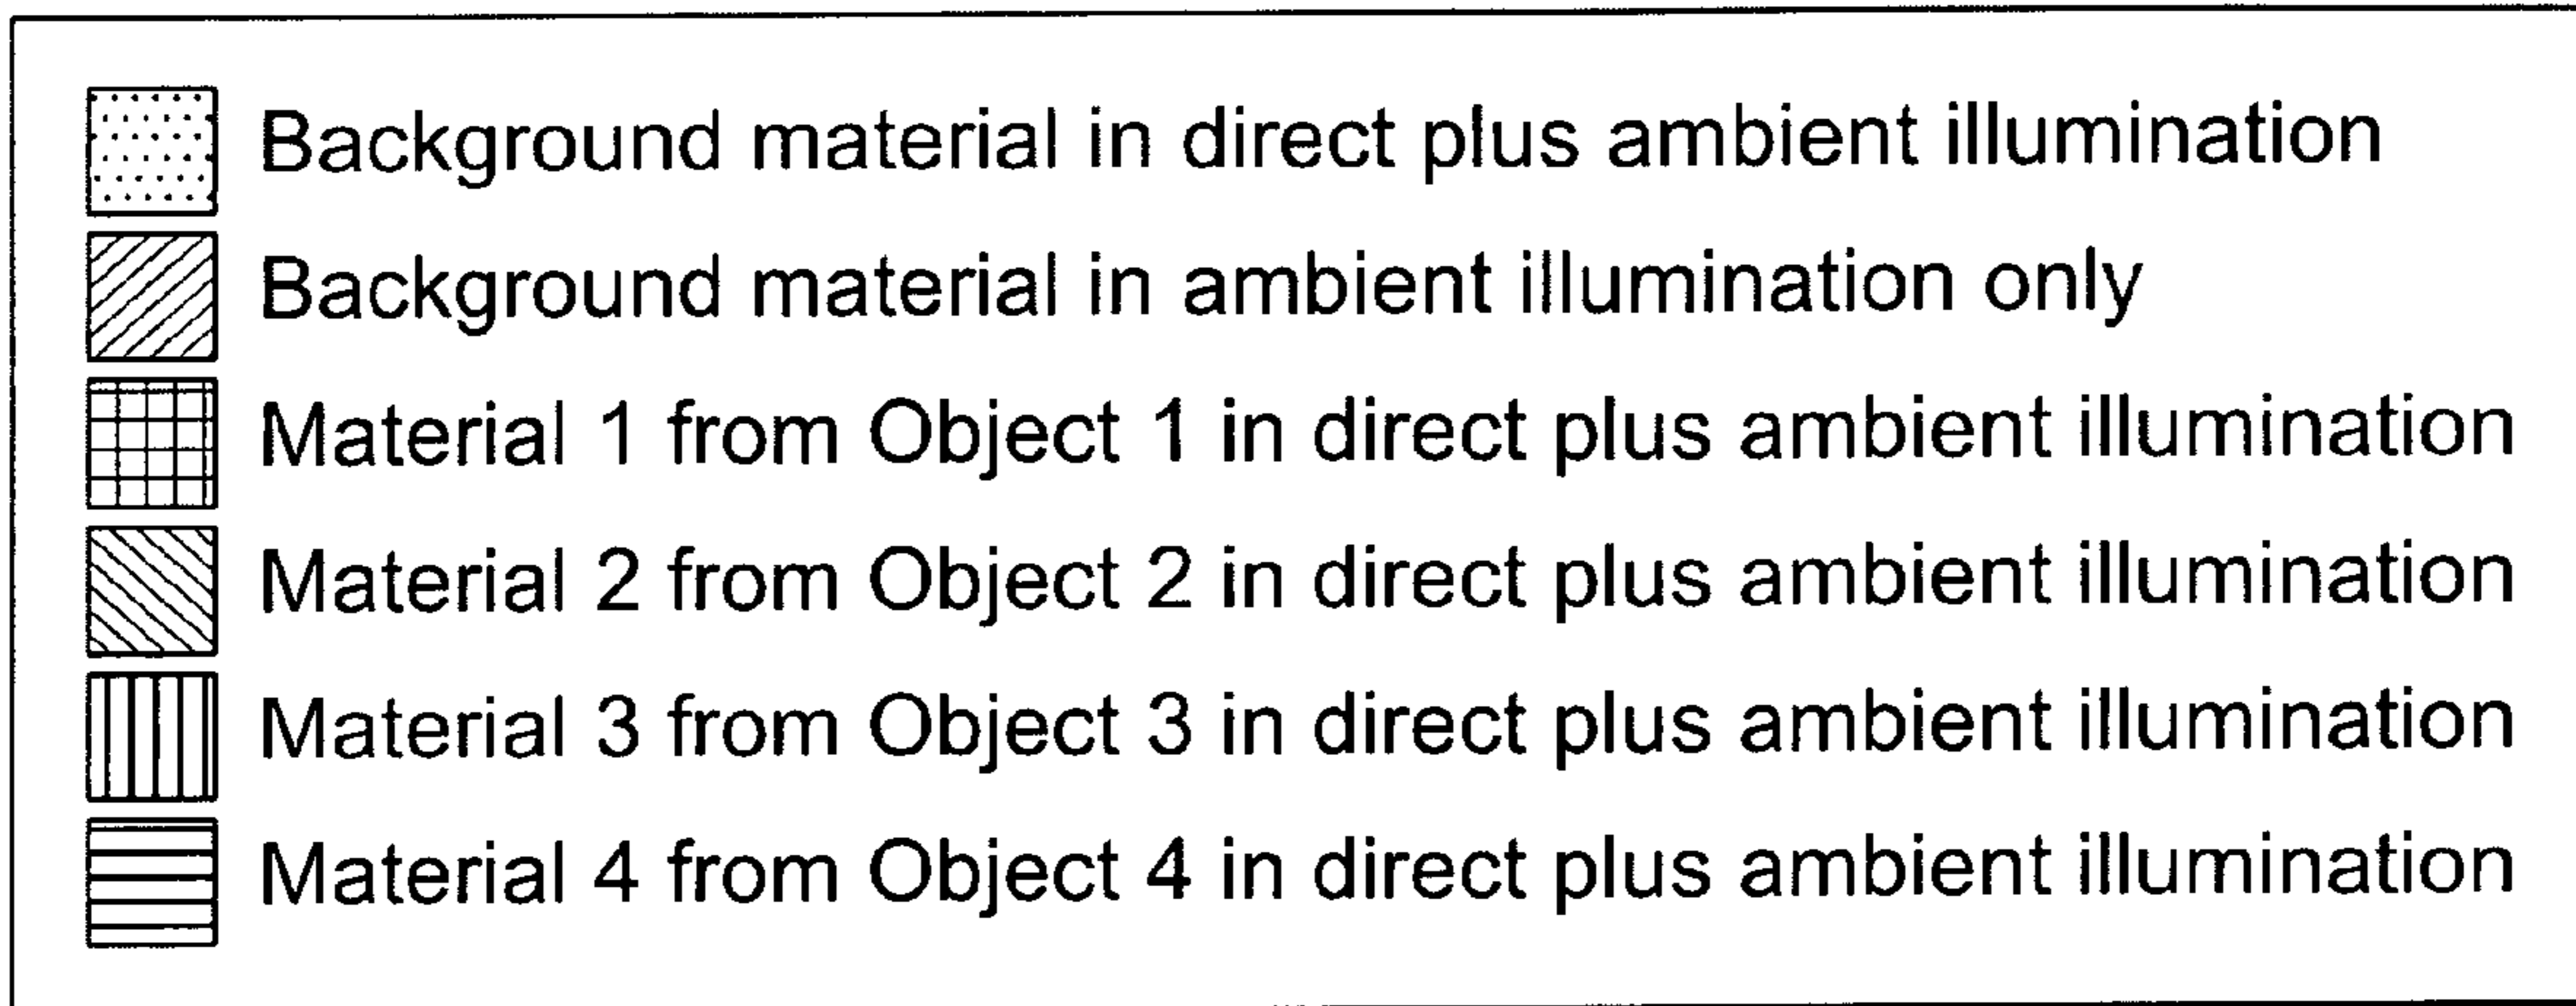 Background material in direct plus ambient illumination
Background material in ambient illumination only
Material 1 from Object 1 in direct plus ambient illumination
Material 2 from Object 2 in direct plus ambient illumination
Material 3 from Object 3 in direct plus ambient illumination
Material 4 from Object 4 in direct plus ambient illumination